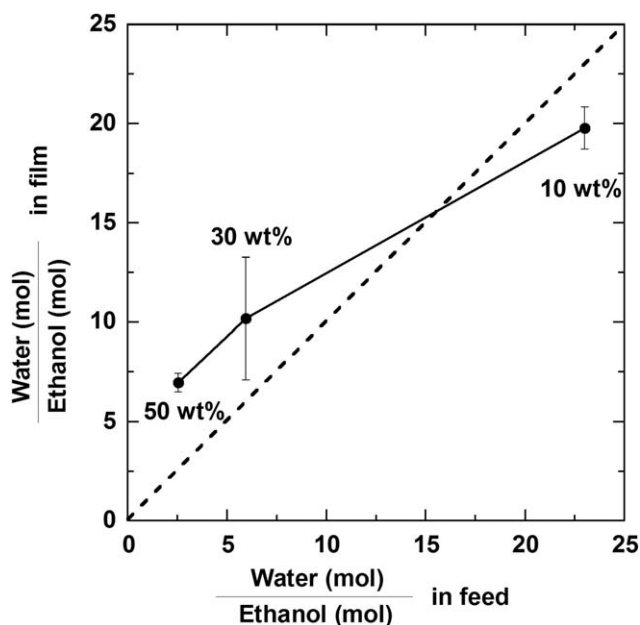 25
20
15
10
5
0
Water (mol)
Ethanol (mol)
in film
30 wt%
10 wt%
50 wt%
0 5 10 15 20 25
Water (mol)
Ethanol (mol)
in feed